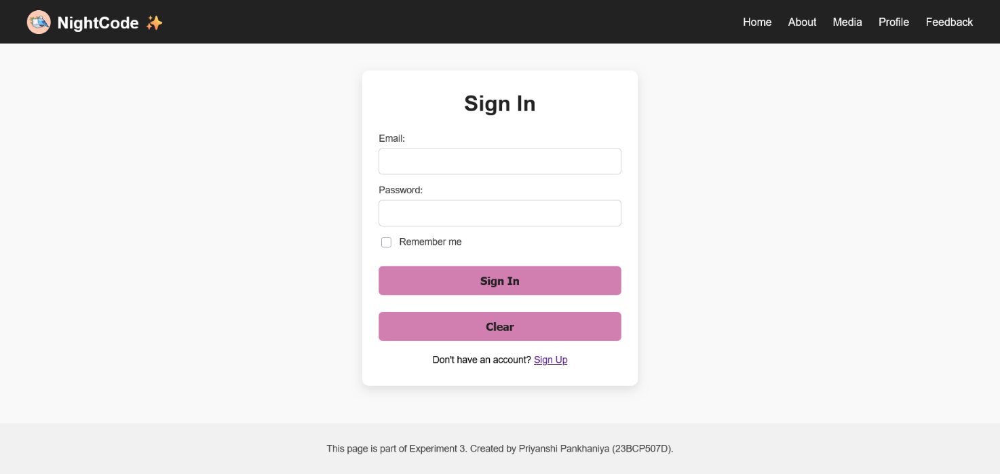 NightCode ✨
Home About Media Profile Feedback
Sign In
Email:
Password:
Remember me
Sign In
Clear
Don't have an account? Sign Up
This page is part of Experiment 3. Created by Priyanshi Pankhaniya (23BCP507D).